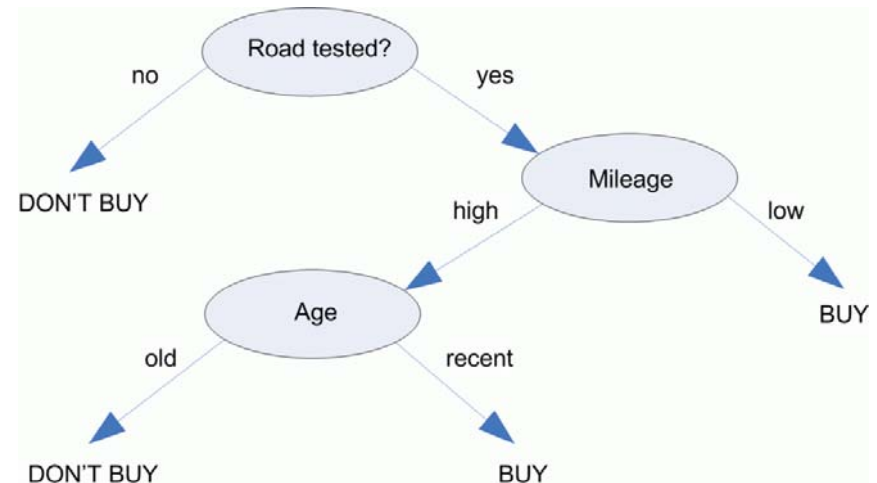 Road tested?
no
yes
DON'T BUY
Mileage
high
low
Age
BUY
old
recent
DON'T BUY
BUY